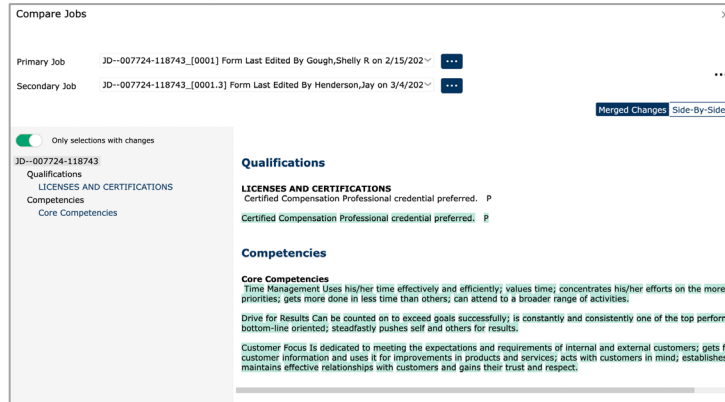 Compare Jobs
Primary Job JD--007724-118743_[0001] Form Last Edited By Gough,Shelly R on 2/15/202
Secondary Job JD--007724-118743_[0001.3] Form Last Edited By Henderson,Jay on 3/4/202
Merged Changes Side-By-Side
Only selections with changes
JD--007724-118743
Qualifications
LICENSES AND CERTIFICATIONS
Competencies
Core Competencies
Qualifications
LICENSES AND CERTIFICATIONS
Certified Compensation Professional credential preferred. P
Certified Compensation Professional credential preferred. P
Competencies
Core Competencies
Time Management Uses his/her time effectively and efficiently; values time; concentrates his/her efforts on the more
priorities; gets more done in less time than others; can attend to a broader range of activities.
Drive for Results Can be counted on to exceed goals successfully; is constantly and consistently one of the top perform
bottom-line oriented; steadfastly pushes self and others for results.
Customer Focus Is dedicated to meeting the expectations and requirements of internal and external customers; gets f
customer information and uses it for improvements in products and services; acts with customers in mind; establishes
maintains effective relationships with customers and gains their trust and respect.